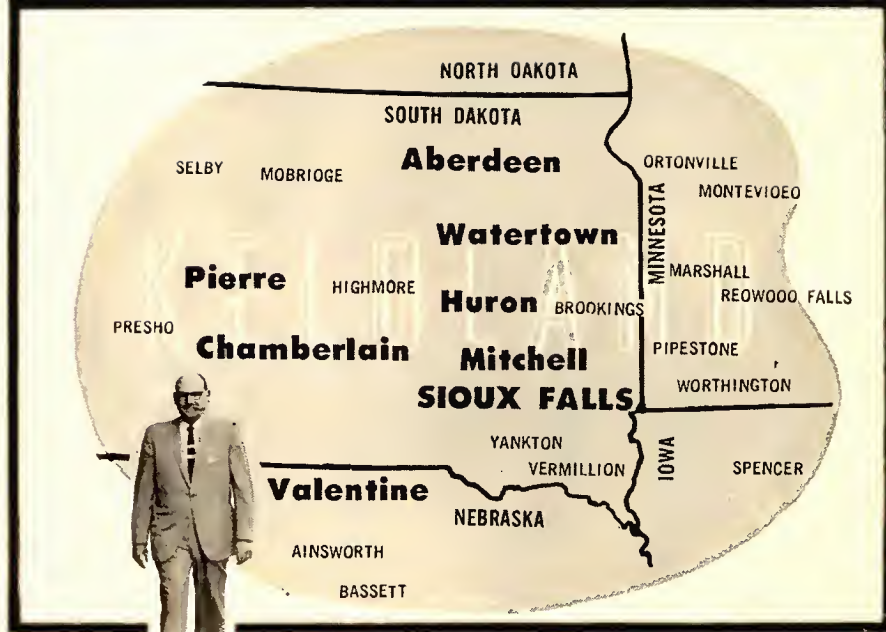 NORTH OAKOTA
SOUTH DAKOTA
SELBY
MOBRIOGE
Aberdeen
ORTONVILLE
MONTEVIOEO
MINNESOTA
Watertown
Pierre
HIGHMORE
Huron
BROOKINGS
MARSHALL
REOWOOO FALLS
KELOLAND
PRESHO
Chamberlain
Mitchell
PIPESTONE
SIOUX FALLS
WORTHINGTON
YANKTON
VERMILLION
IOWA
SPENCER
Valentine
NEBRASKA
AINSWORTH
BASSETT